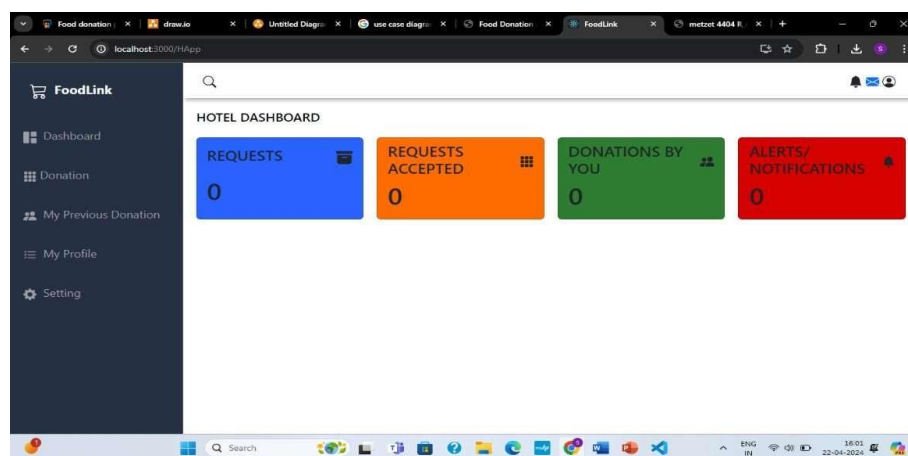 Food donation
draw.io
Untitled Diagra
use case diagra
Food Donation
FoodLink
metzet 4404 R
localhost:3000/HApp
S
FoodLink
Dashboard
Donation
My Previous Donation
My Profile
Setting
HOTEL DASHBOARD
REQUESTS
0
REQUESTS
ACCEPTED
0
DONATIONS BY
YOU
0
ALERTS/
NOTIFICATIONS
0
Search
ENG
IN
16:01
22-04-2024